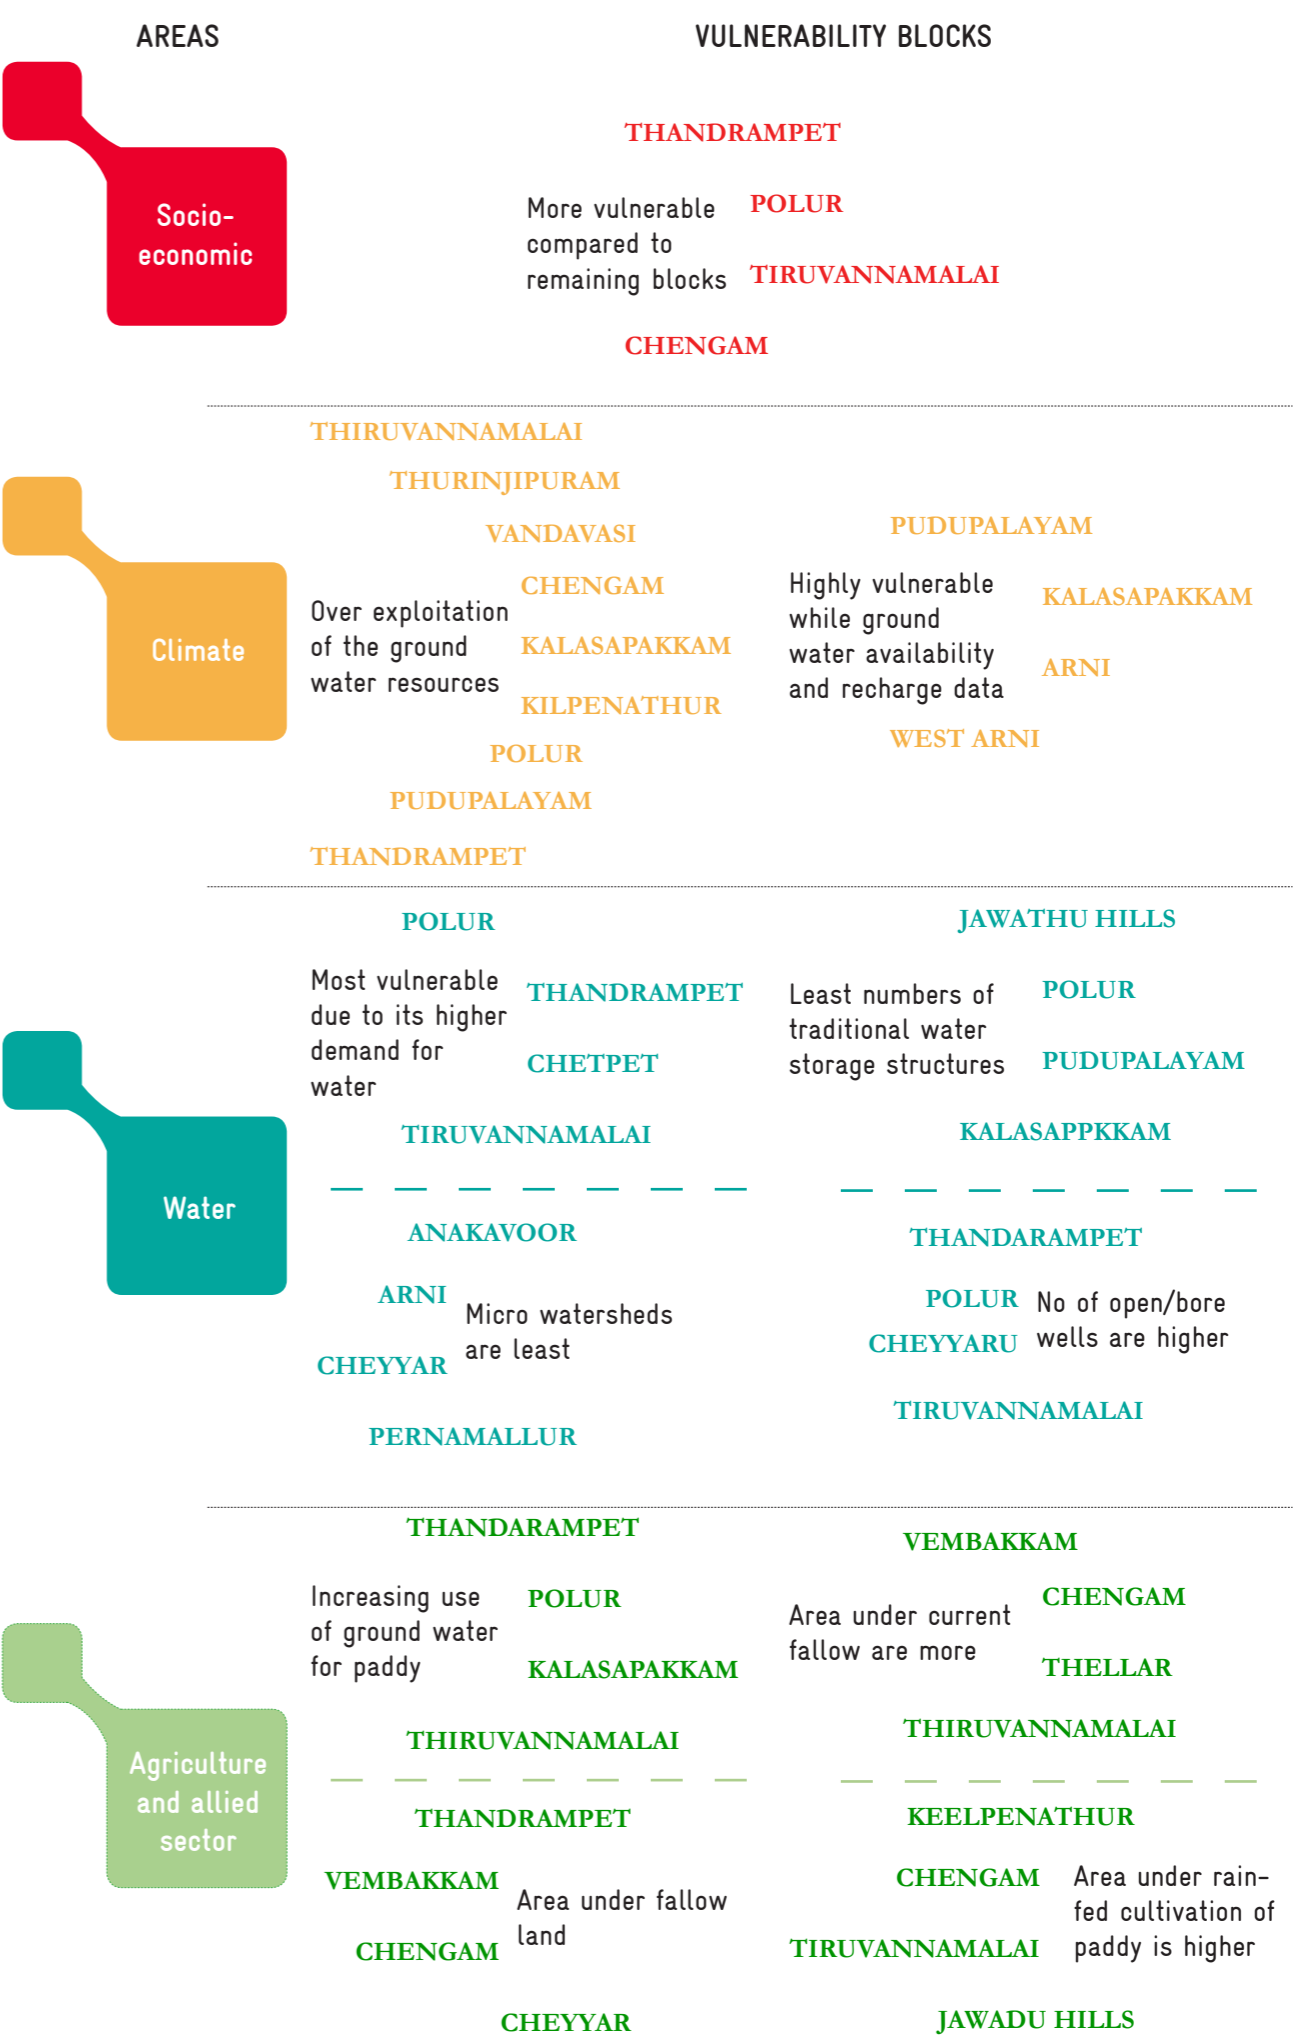 AREAS
VULNERABILITY BLOCKS
Socio-
economic
THANDRAMPET
More vulnerable
compared to
remaining blocks
POLUR
TIRUVANNAMALAI
CHENGAM
Climate
THIRUVANNAMALAI
THURINJIPURAM
VANDAVASI
Over exploitation
of the ground
water resources
CHENGAM
KALASAPAKKAM
KILPENATHUR
POLUR
PUDUPALAYAM
THANDRAMPET
PUDUPALAYAM
Highly vulnerable
while ground
water availability
and recharge data
KALASAPAKKAM
ARNI
WEST ARNI
Water
POLUR
Most vulnerable
due to its higher
demand for
water
THANDRAMPET
CHETPET
TIRUVANNAMALAI
JAWATHU HILLS
Least numbers of
traditional water
storage structures
POLUR
PUDUPALAYAM
KALASAPPKKAM
ANAKAVOOR
ARNI
CHEYYAR
Micro watersheds
are least
PERNAMALLUR
THANDARAMPET
POLUR
CHEYYARU
No of open/bore
wells are higher
TIRUVANNAMALAI
Agriculture
and allied
sector
THANDARAMPET
Increasing use
of ground water
for paddy
POLUR
KALASAPAKKAM
THIRUVANNAMALAI
VEMBAKKAM
Area under current
fallow are more
CHENGAM
THELLAR
THIRUVANNAMALAI
THANDRAMPET
VEMBAKKAM
CHENGAM
Area under fallow
land
CHEYYAR
KEELPENATHUR
CHENGAM
TIRUVANNAMALAI
Area under rain-
fed cultivation of
paddy is higher
JAWADU HILLS